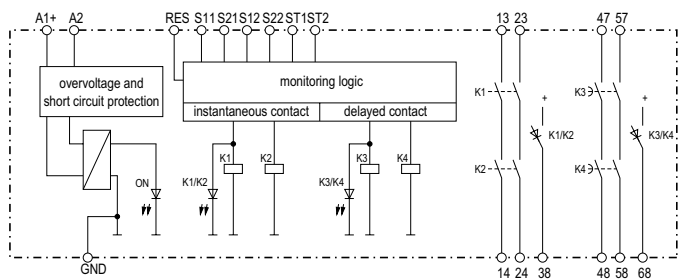 A1+ A2 RES S11 S21 S12 S22 ST1 ST2 13 23 47 57
overvoltage and
short circuit protection
monitoring logic
instantaneous contact delayed contact
K1 K3
+ +
K1/K2 K3/K4
K1 K2 K3 K4
ON K1/K2 K3/K4
K2 K4
GND
14 24 38 48 58 68